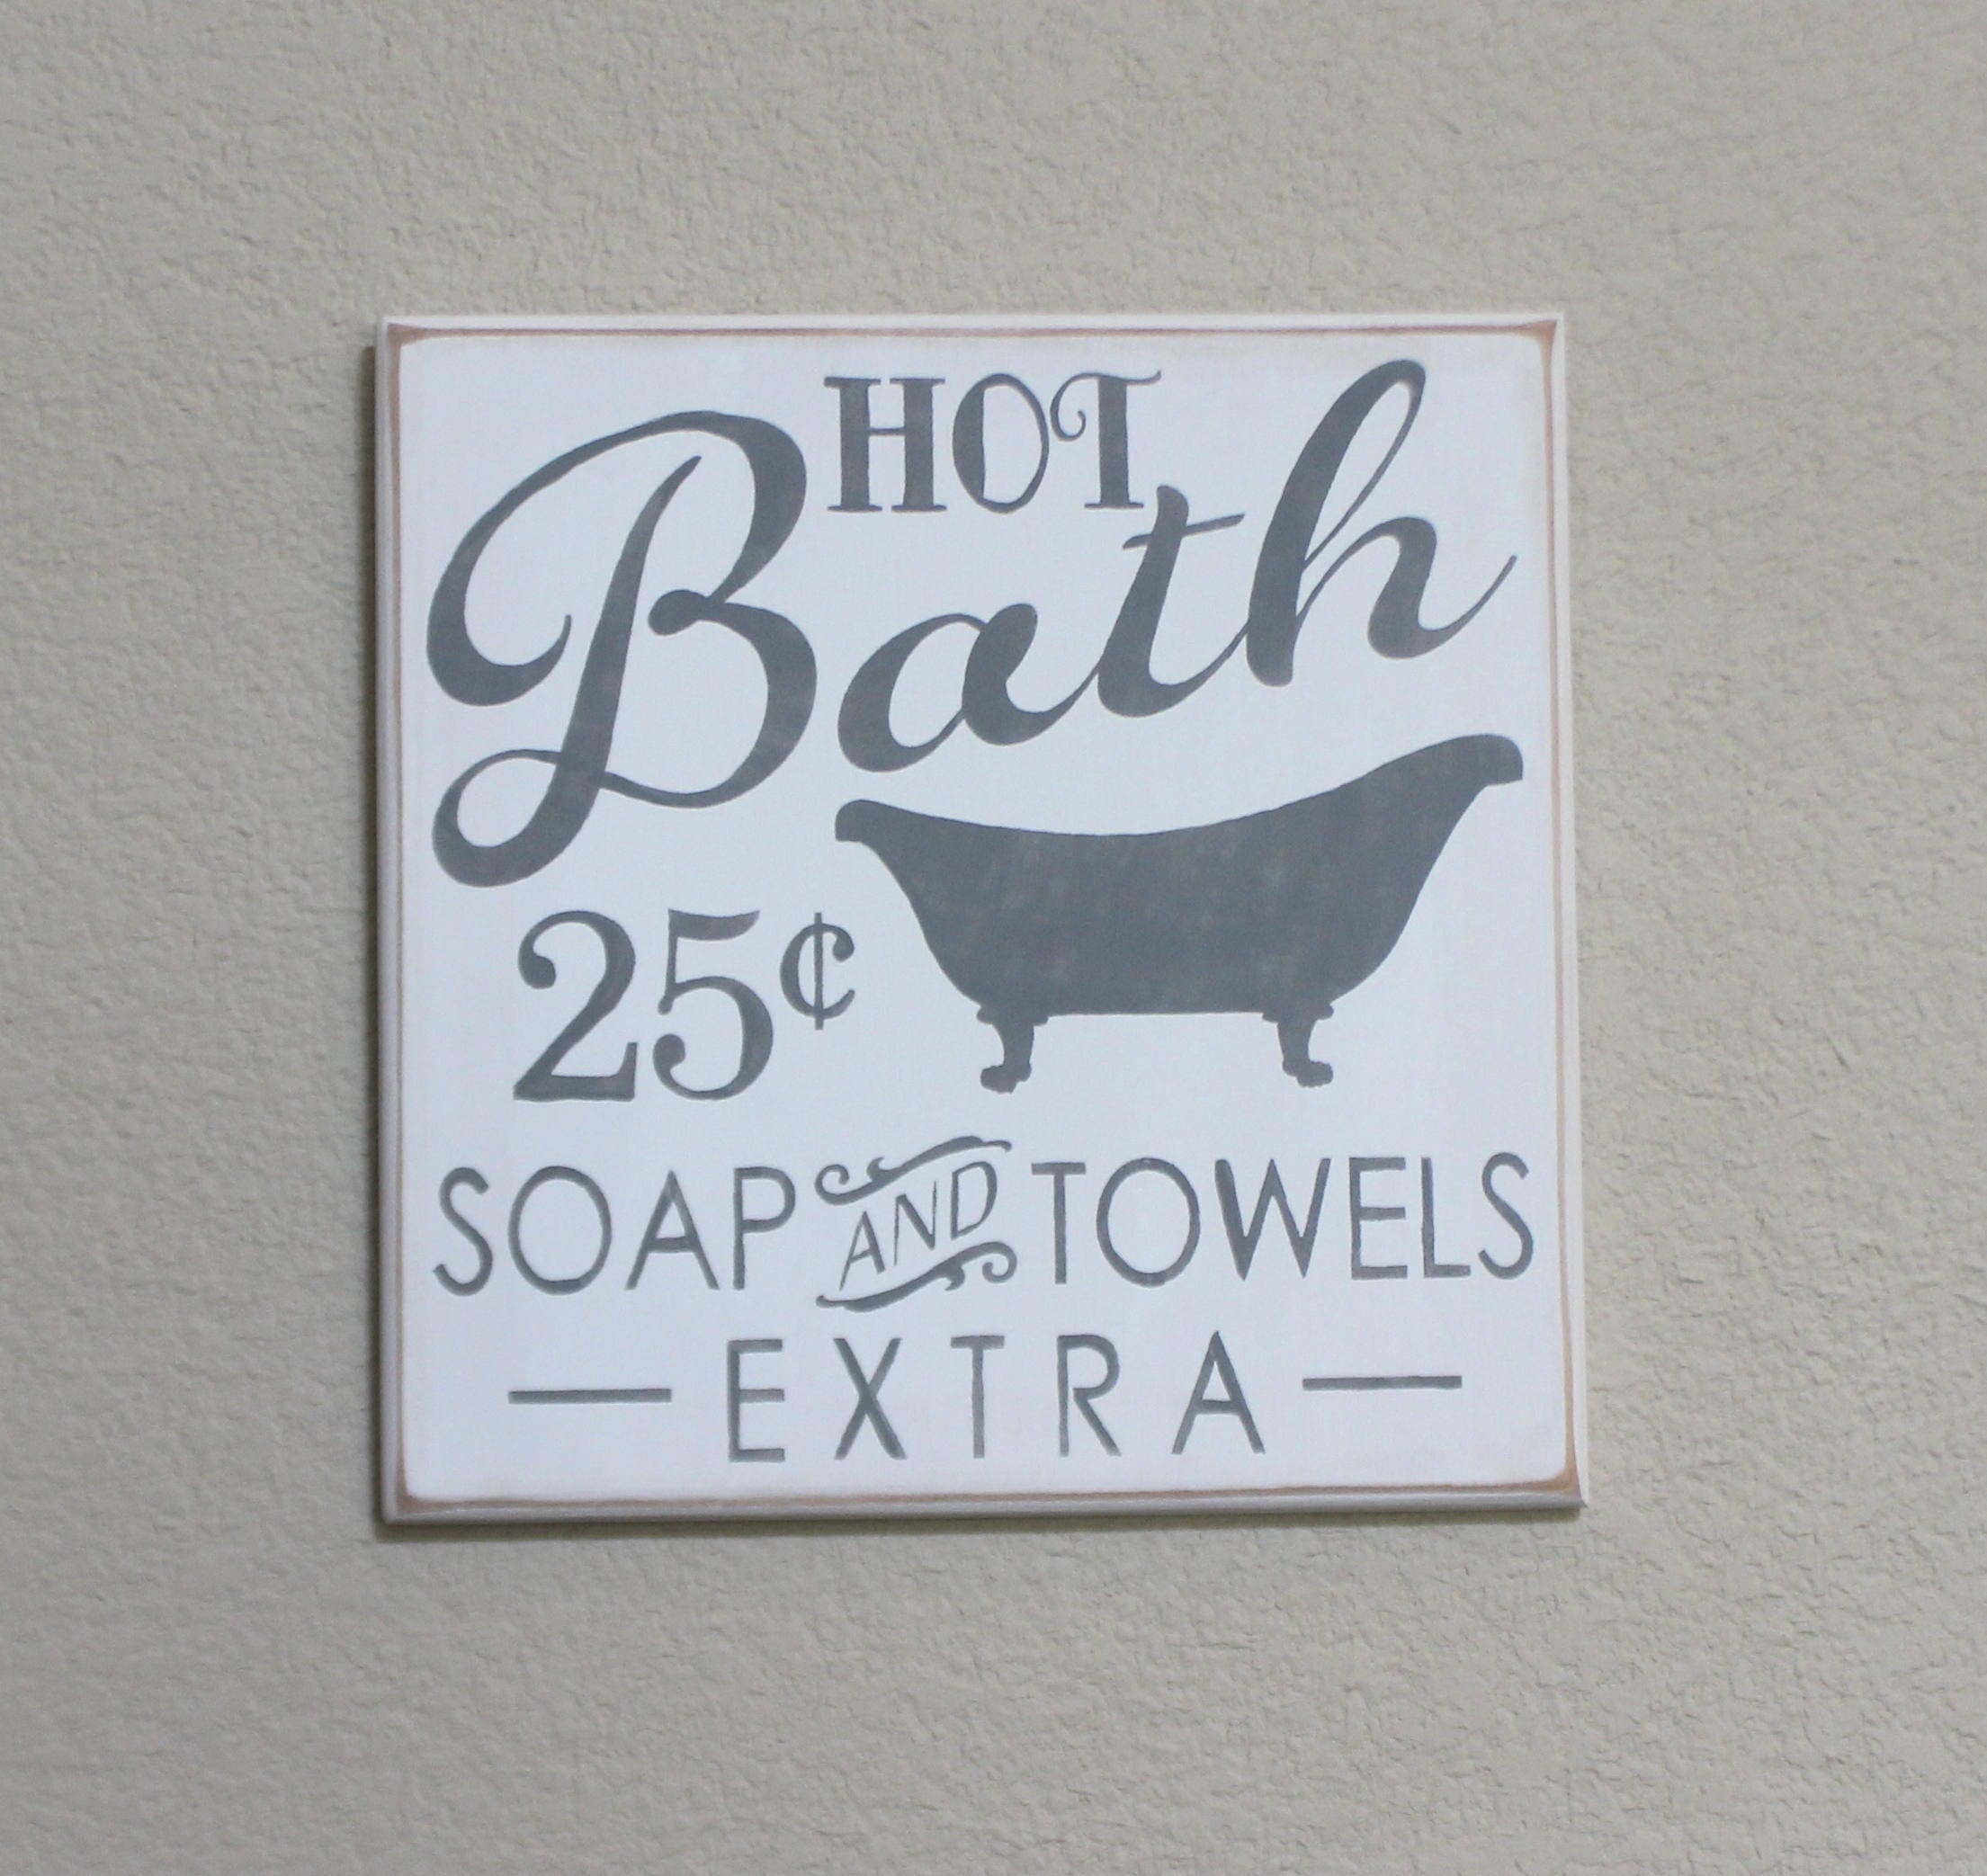 HOT
Bath
25¢
SOAP AND TOWELS
— EXTRA —